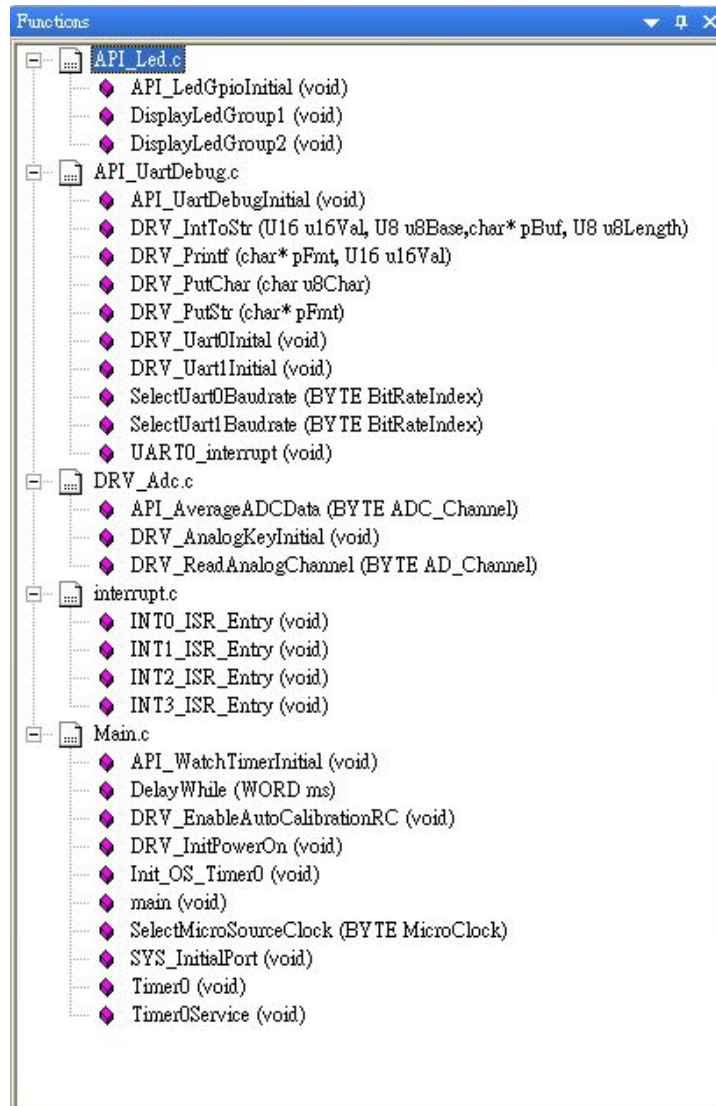 Functions
API_Led.c
API_LedGpioInitial (void)
DisplayLedGroup1 (void)
DisplayLedGroup2 (void)
API_UartDebug.c
API_UartDebugInitial (void)
DRV_IntToStr (U16 u16Val, U8 u8Base,char* pBuf, U8 u8Length)
DRV_Printf (char* pFmt, U16 u16Val)
DRV_PutChar (char u8Char)
DRV_PutStr (char* pFmt)
DRV_Uart0Inital (void)
DRV_Uart1Initial (void)
SelectUart0Baudrate (BYTE BitRateIndex)
SelectUart1Baudrate (BYTE BitRateIndex)
UART0_interrupt (void)
DRV_Adc.c
API_AverageADCData (BYTE ADC_Channel)
DRV_AnalogKeyInitial (void)
DRV_ReadAnalogChannel (BYTE AD_Channel)
interrupt.c
INT0_ISR_Entry (void)
INT1_ISR_Entry (void)
INT2_ISR_Entry (void)
INT3_ISR_Entry (void)
Main.c
API_WatchTimerInitial (void)
DelayWhile (WORD ms)
DRV_EnableAutoCalibrationRC (void)
DRV_InitPowerOn (void)
Init_OS_Timer0 (void)
main (void)
SelectMicroSourceClock (BYTE MicroClock)
SYS_InitialPort (void)
Timer0 (void)
Timer0Service (void)